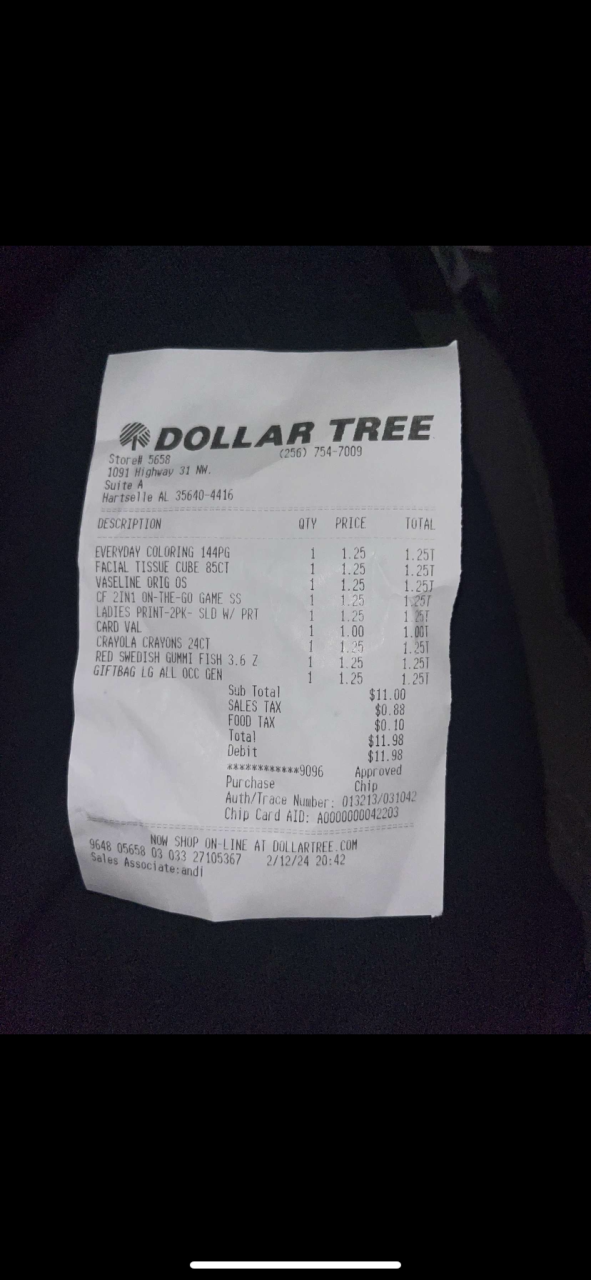 DOLLAR TREE
Store# 5658 (256) 754-7009
1091 Highway 31 NW.
Suite A
Hartselle AL 35640-4416
DESCRIPTION QTY PRICE TOTAL
EVERYDAY COLORING 144PG 1 1.25 1.25T
FACIAL TISSUE CUBE 85CT 1 1.25 1.25T
VASELINE ORIG OS 1 1.25 1.25T
CF 2IN1 ON-THE-GO GAME SS 1 1.25 1.25T
LADIES PRINT-2PK- SLD W/ PRT 1 1.25 1.25T
CARD VAL 1 1.00 1.00T
CRAYOLA CRAYONS 24CT 1 1.25 1.25T
RED SWEDISH GUMMI FISH 3.6 Z 1 1.25 1.25T
GIFTBAG LG ALL OCC GEN 1 1.25 1.25T
Sub Total $11.00
SALES TAX $0.88
FOOD TAX $0.10
Total $11.98
Debit $11.98
************9096 Approved
Purchase Chip
Auth/Trace Number: 013213/031042
Chip Card AID: A0000000042203
NOW SHOP ON-LINE AT DOLLARTREE.COM
9648 05658 03 033 27105367 2/12/24 20:42
Sales Associate:andi